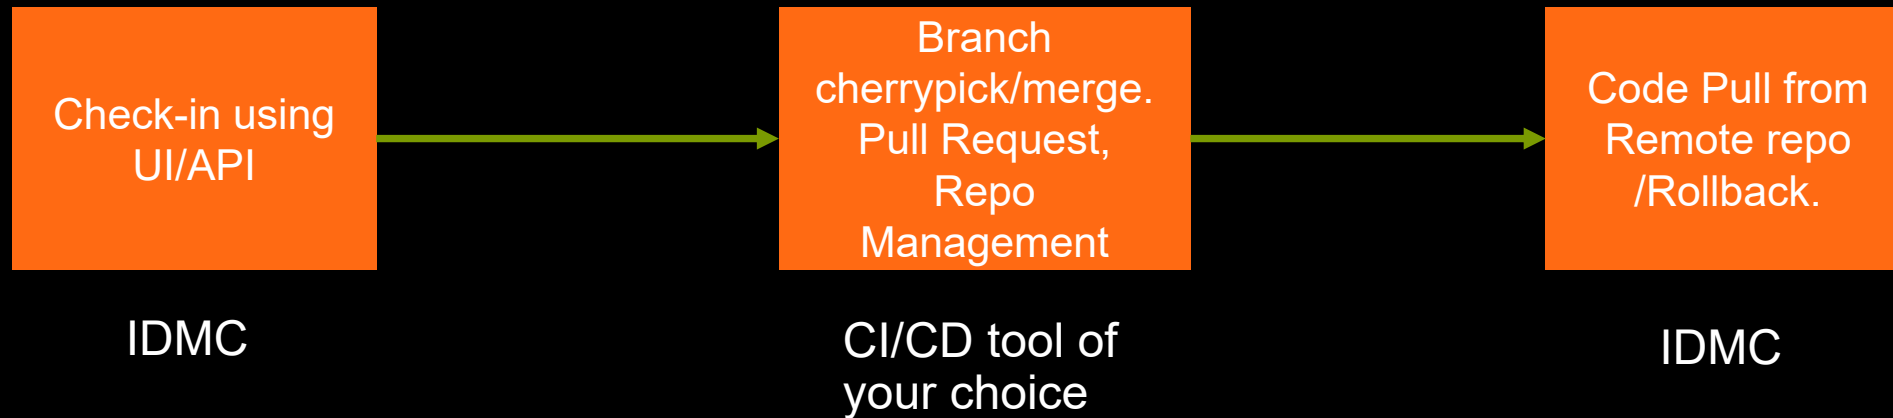 Check-in using
UI/API
Branch
cherrypick/merge.
Pull Request,
Repo
Management
Code Pull from
Remote repo
/Rollback.
IDMC
CI/CD tool of
your choice
IDMC